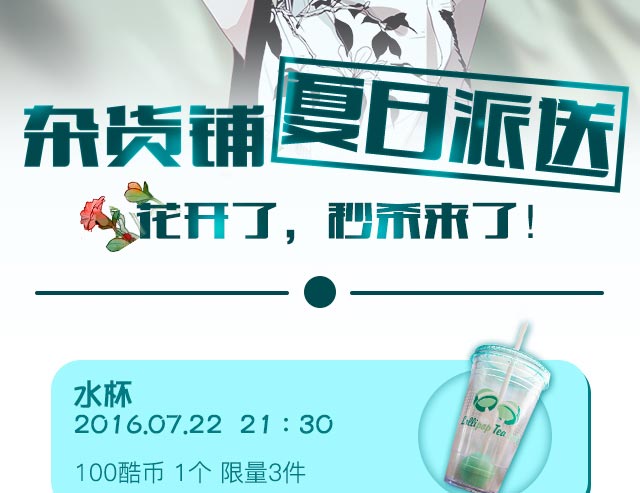 杂货铺 夏日派送
花开了，秒杀来了！
水杯
2016.07.22 21：30
100酷币 1个 限量3件
Lollipop Tea